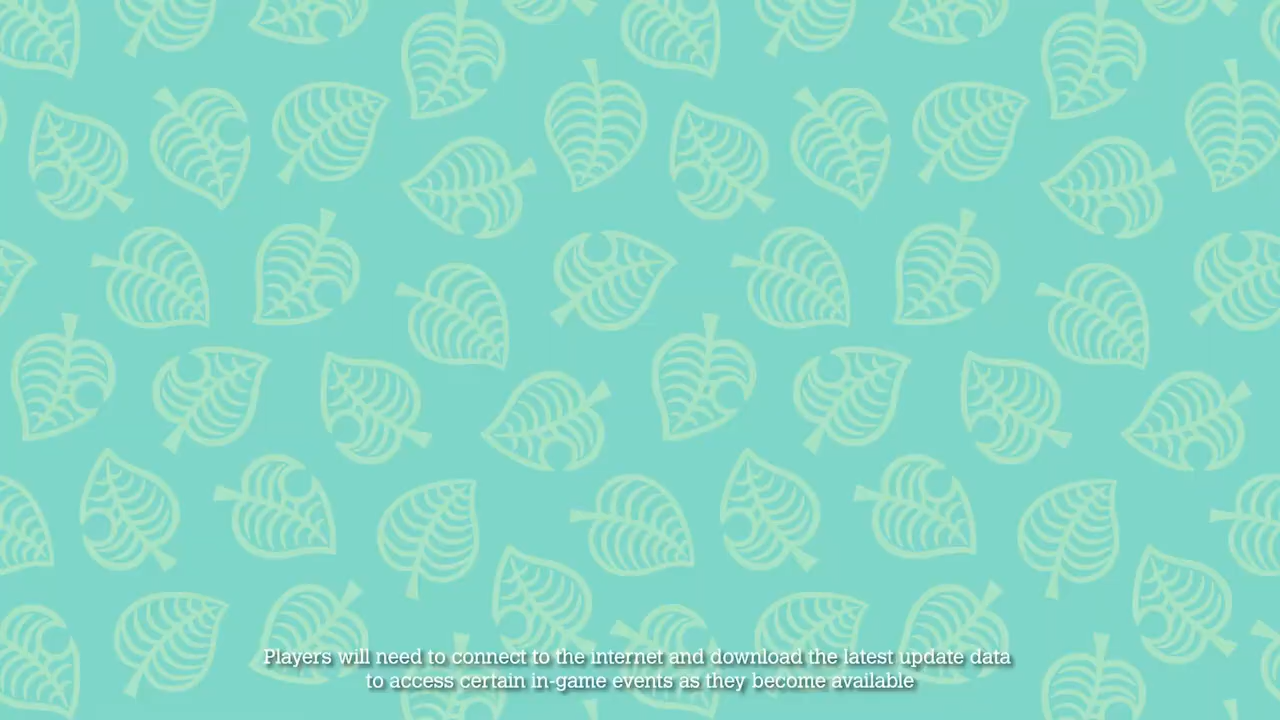 Players will need to connect to the internet and download the latest update data
to access certain in-game events as they become available